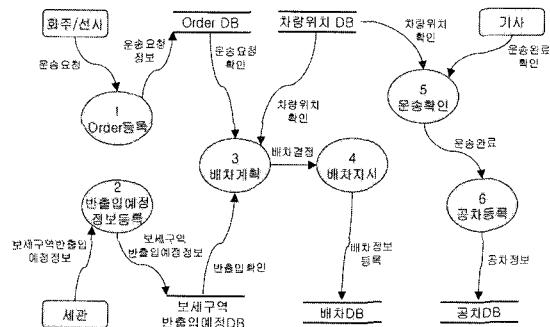 화주/선사
Order DB
차량위치 DB
기사
운송요청
운송요청
정보
운송요청
확인
차량위치
확인
운송완료
확인
1
Order등록
차량위치
확인
5
운송확인
3
배차계획
배차결정
4
배차지시
운송완료
2
반출입예정
정보등록
6
공차등록
보세구역반출입
예정정보
보세구역
반출입예정정보
반출입확인
배차정보
등록
공차정보
세관
보세구역
반출입예정DB
배차DB
공차DB